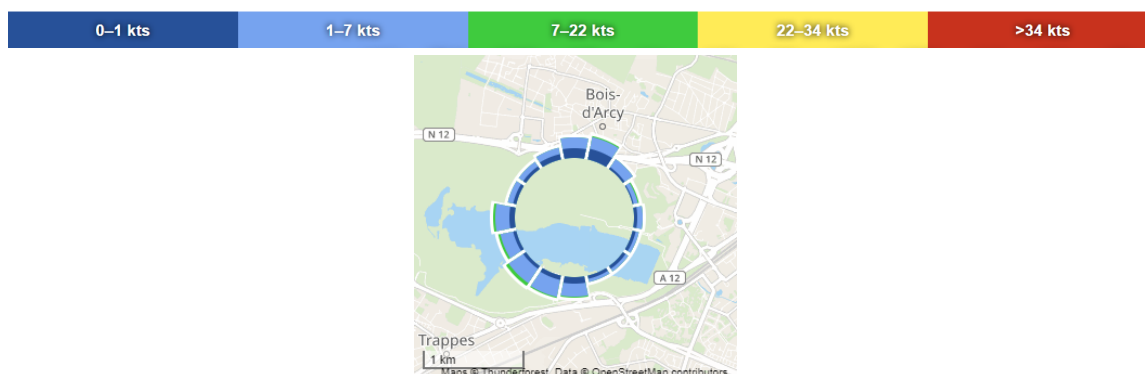 0–1 kts
1–7 kts
7–22 kts
22–34 kts
>34 kts
Bois-
d'Arcy
N 12
N 12
A 12
Trappes
1 km
Maps © Thunderforest, Data © OpenStreetMap contributors